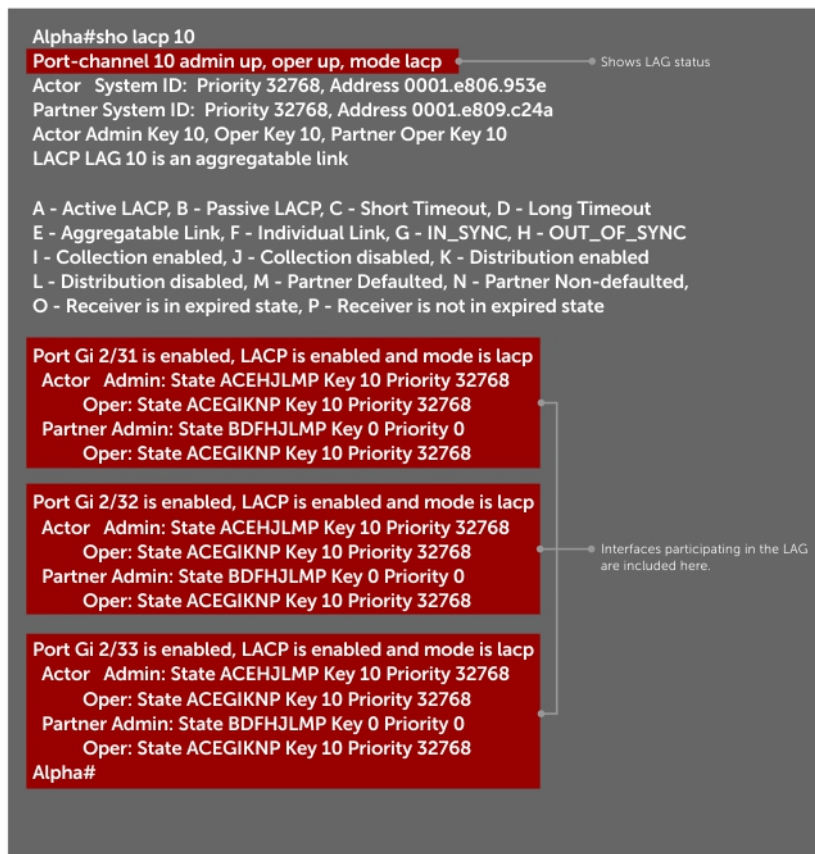 Alpha#sho lacp 10
Port-channel 10 admin up, oper up, mode lacp
Shows LAG status
Actor System ID: Priority 32768, Address 0001.e806.953e
Partner System ID: Priority 32768, Address 0001.e809.c24a
Actor Admin Key 10, Oper Key 10, Partner Oper Key 10
LACP LAG 10 is an aggregatable link
A - Active LACP, B - Passive LACP, C - Short Timeout, D - Long Timeout
E - Aggregatable Link, F - Individual Link, G - IN_SYNC, H - OUT_OF_SYNC
I - Collection enabled, J - Collection disabled, K - Distribution enabled
L - Distribution disabled, M - Partner Defaulted, N - Partner Non-defaulted,
O - Receiver is in expired state, P - Receiver is not in expired state
Port Gi 2/31 is enabled, LACP is enabled and mode is lacp
Actor Admin: State ACEHJLMP Key 10 Priority 32768
Oper: State ACEGIKNP Key 10 Priority 32768
Partner Admin: State BDFHJLMP Key 0 Priority 0
Oper: State ACEGIKNP Key 10 Priority 32768
Port Gi 2/32 is enabled, LACP is enabled and mode is lacp
Actor Admin: State ACEHJLMP Key 10 Priority 32768
Oper: State ACEGIKNP Key 10 Priority 32768
Partner Admin: State BDFHJLMP Key 0 Priority 0
Oper: State ACEGIKNP Key 10 Priority 32768
Interfaces participating in the LAG
are included here.
Port Gi 2/33 is enabled, LACP is enabled and mode is lacp
Actor Admin: State ACEHJLMP Key 10 Priority 32768
Oper: State ACEGIKNP Key 10 Priority 32768
Partner Admin: State BDFHJLMP Key 0 Priority 0
Oper: State ACEGIKNP Key 10 Priority 32768
Alpha#